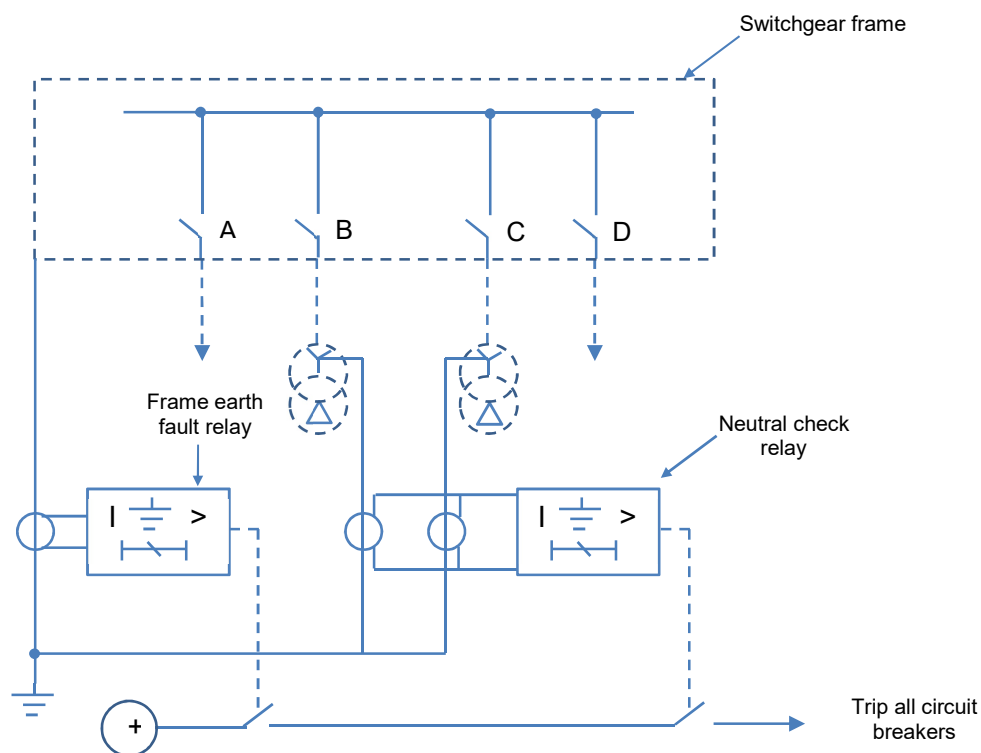 Switchgear frame
A
B
C
D
Frame earth
fault relay
Neutral check
relay
I >
I >
+
Trip all circuit
breakers